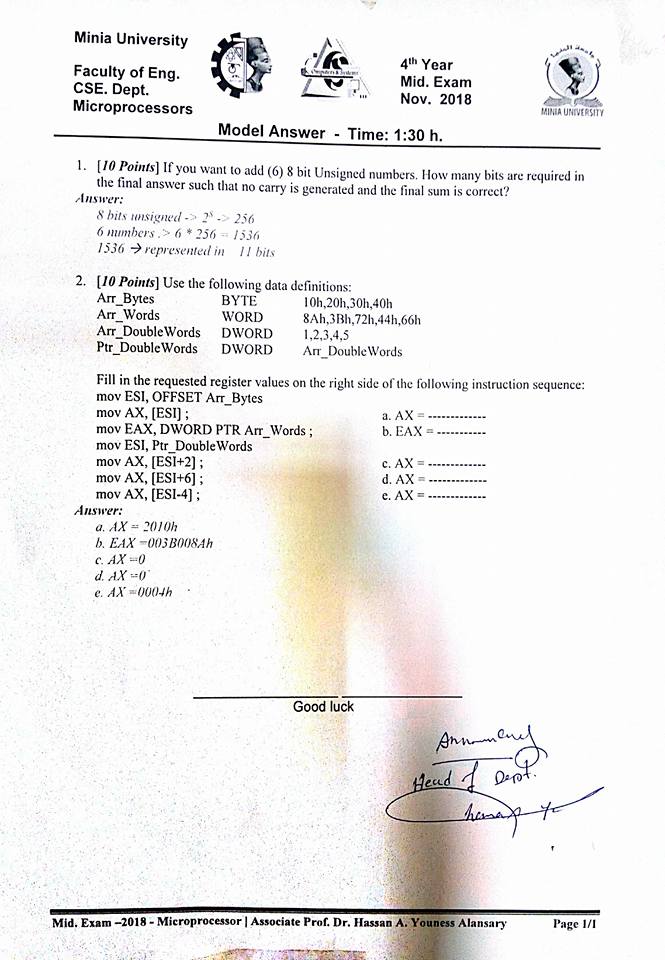 Minia University
Faculty of Eng.
CSE. Dept.
Microprocessors
Computers & Systems
4th Year
Mid. Exam
Nov. 2018
MINIA UNIVERSITY
Model Answer - Time: 1:30 h.
1. [10 Points] If you want to add (6) 8 bit Unsigned numbers. How many bits are required in
the final answer such that no carry is generated and the final sum is correct?
Answer:
8 bits unsigned -> 2⁸ -> 256
6 numbers .> 6 * 256 = 1536
1536 → represented in 11 bits
2. [10 Points] Use the following data definitions:
Arr_Bytes BYTE 10h,20h,30h,40h
Arr_Words WORD 8Ah,3Bh,72h,44h,66h
Arr_DoubleWords DWORD 1,2,3,4,5
Ptr_DoubleWords DWORD Arr_DoubleWords
Fill in the requested register values on the right side of the following instruction sequence:
mov ESI, OFFSET Arr_Bytes
mov AX, [ESI] ; a. AX = -------------
mov EAX, DWORD PTR Arr_Words ; b. EAX = -----------
mov ESI, Ptr_DoubleWords
mov AX, [ESI+2] ; c. AX = -------------
mov AX, [ESI+6] ; d. AX = -------------
mov AX, [ESI-4] ; e. AX = -------------
Answer:
a. AX = 2010h
b. EAX =003B008Ah
c. AX =0
d. AX =0
e. AX =0044h
Good luck
Head of Dept.
Mid. Exam –2018 - Microprocessor | Associate Prof. Dr. Hassan A. Youness Alansary Page 1/1